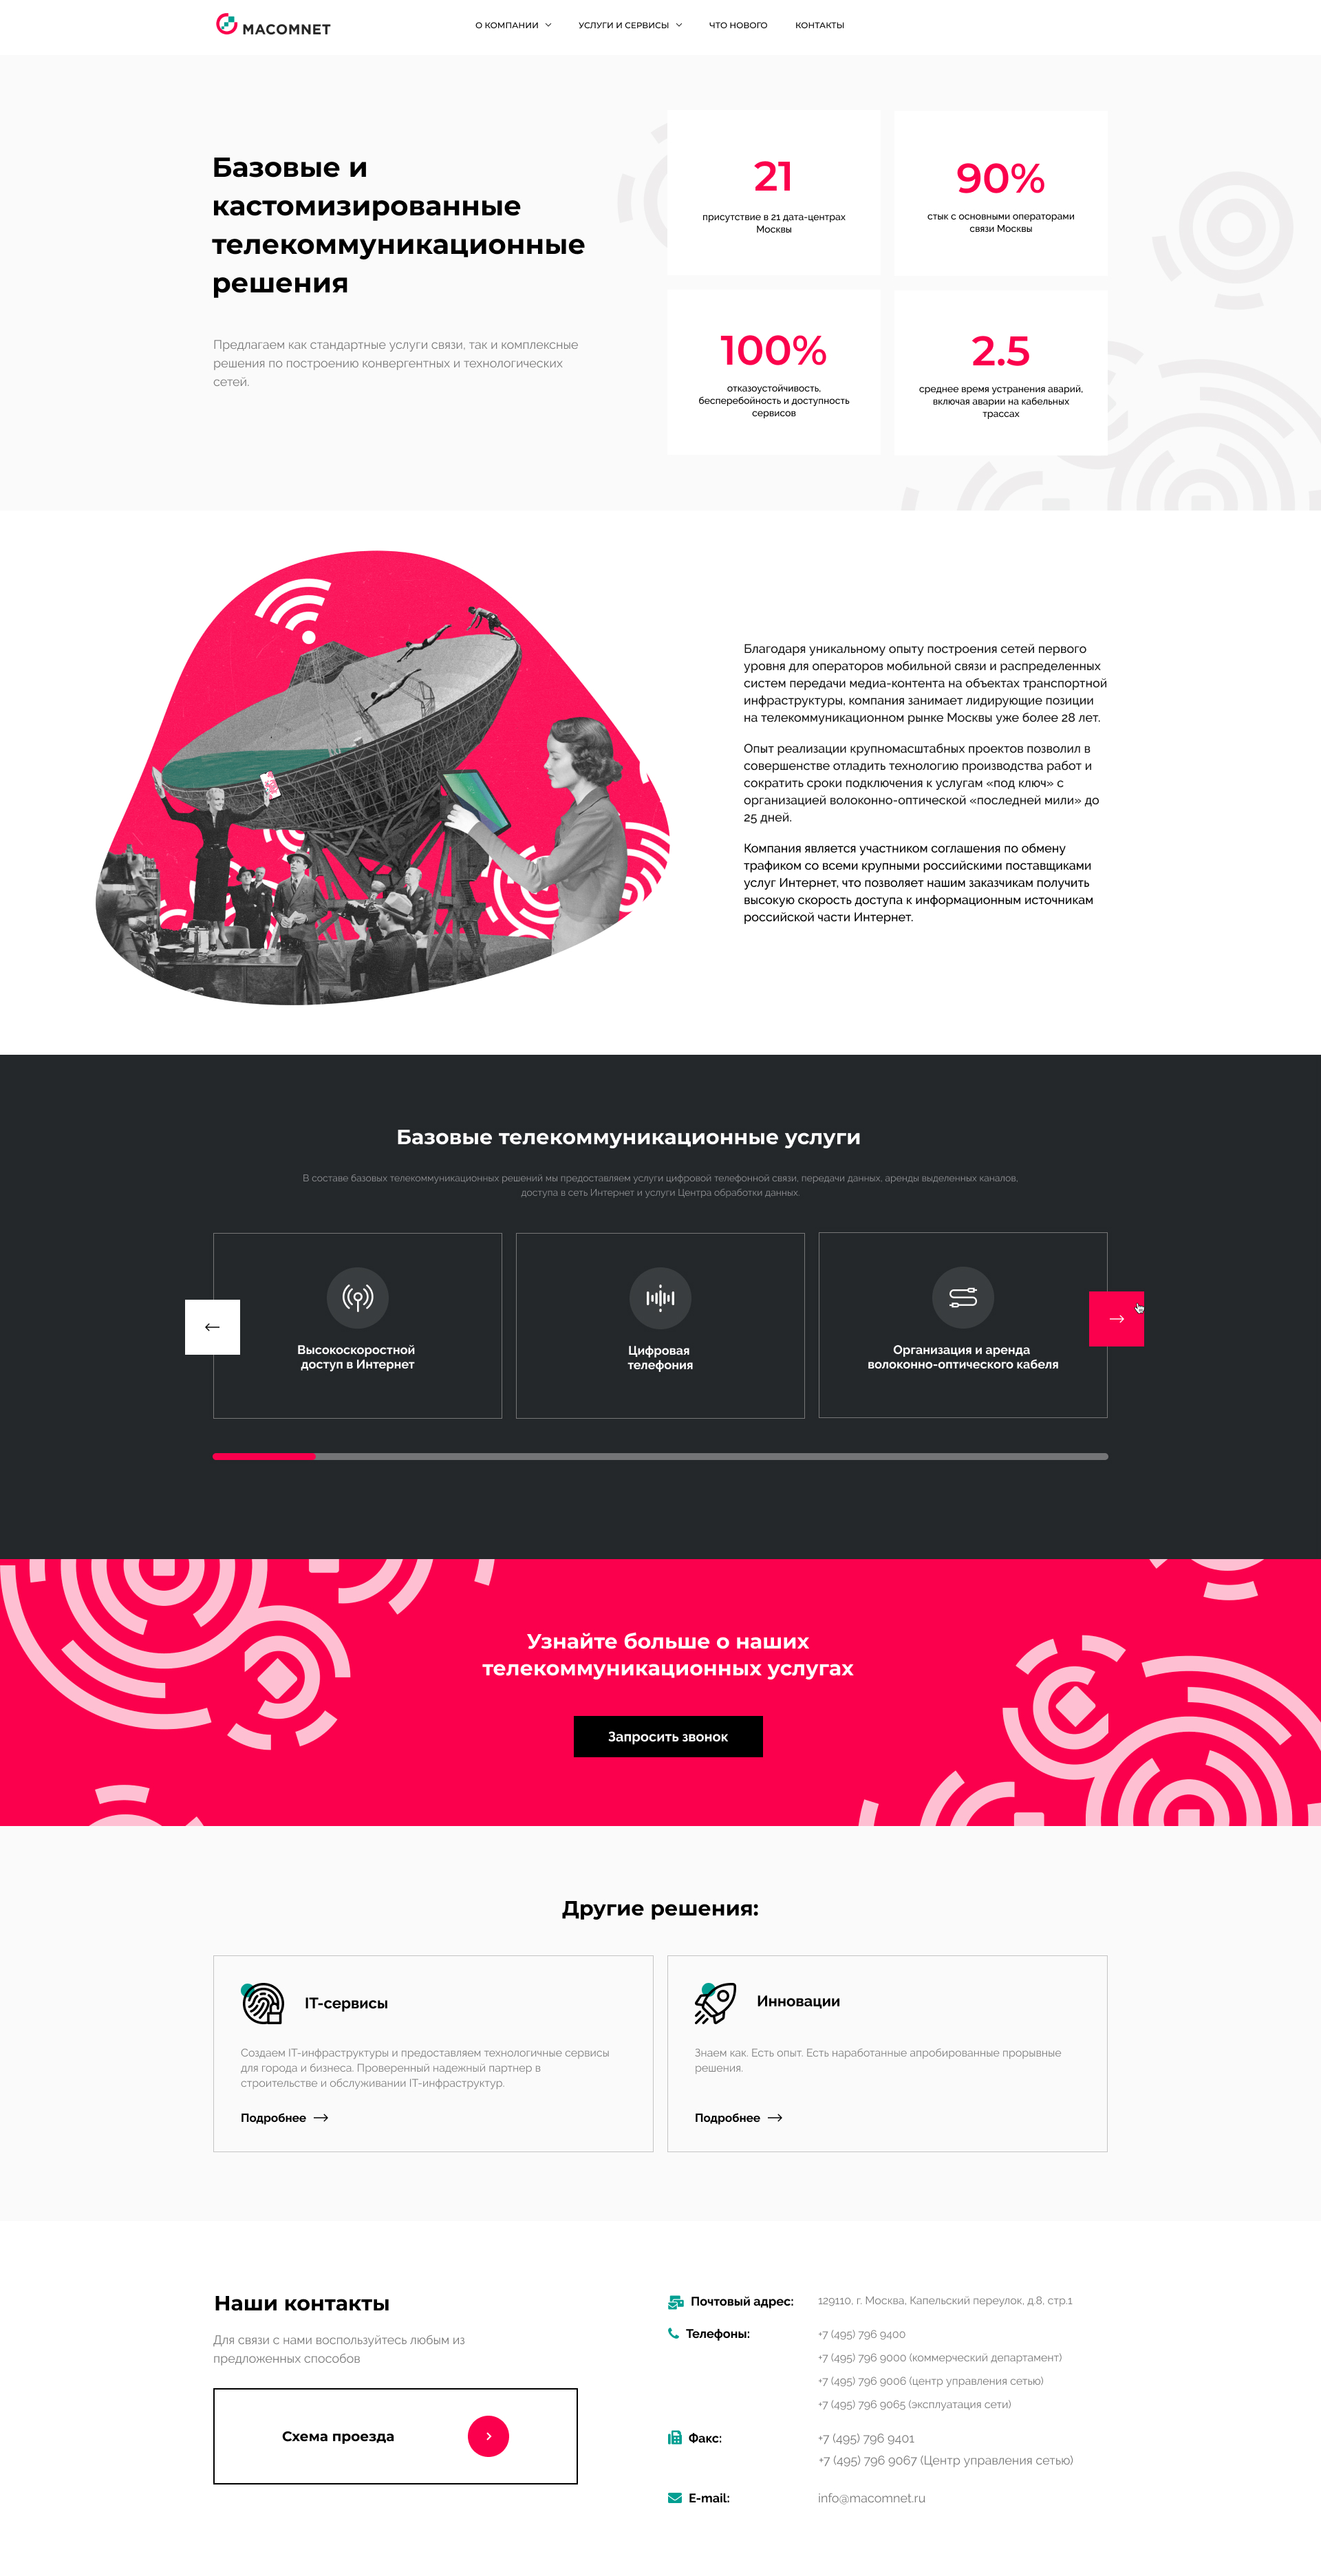 MACOMNET
О КОМПАНИИ
УСЛУГИ И СЕРВИСЫ
ЧТО НОВОГО
КОНТАКТЫ
Базовые и
кастомизированные
телекоммуникационные
решения
Предлагаем как стандартные услуги связи, так и комплексные
решения по построению конвергентных и технологических
сетей.
21
присутствие в 21 дата-центрах
Москвы
90%
стык с основными операторами
связи Москвы
100%
отказоустойчивость,
бесперебойность и доступность
сервисов
2.5
среднее время устранения аварий,
включая аварии на кабельных
трассах
Благодаря уникальному опыту построения сетей первого
уровня для операторов мобильной связи и распределенных
систем передачи медиа-контента на объектах транспортной
инфраструктуры, компания занимает лидирующие позиции
на телекоммуникационном рынке Москвы уже более 28 лет.
Опыт реализации крупномасштабных проектов позволил в
совершенстве отладить технологию производства работ и
сократить сроки подключения к услугам «под ключ» с
организацией волоконно-оптической «последней мили» до
25 дней.
Компания является участником соглашения по обмену
трафиком со всеми крупными российскими поставщиками
услуг Интернет, что позволяет нашим заказчикам получить
высокую скорость доступа к информационным источникам
российской части Интернет.
Базовые телекоммуникационные услуги
В составе базовых телекоммуникационных решений мы предоставляем услуги цифровой телефонной связи, передачи данных, аренды выделенных каналов,
доступа в сеть Интернет и услуги Центра обработки данных.
Высокоскоростной
доступ в Интернет
Цифровая
телефония
Организация и аренда
волоконно-оптического кабеля
Узнайте больше о наших
телекоммуникационных услугах
Запросить звонок
Другие решения:
IT-сервисы
Создаем IT-инфраструктуры и предоставляем технологичные сервисы
для города и бизнеса. Проверенный надежный партнер в
строительстве и обслуживании IT-инфраструктур.
Подробнее
Инновации
Знаем как. Есть опыт. Есть наработанные апробированные прорывные
решения.
Подробнее
Наши контакты
Для связи с нами воспользуйтесь любым из
предложенных способов
Схема проезда
Почтовый адрес:
129110, г. Москва, Капельский переулок, д.8, стр.1
Телефоны:
+7 (495) 796 9400
+7 (495) 796 9000 (коммерческий департамент)
+7 (495) 796 9006 (центр управления сетью)
+7 (495) 796 9065 (эксплуатация сети)
Факс:
+7 (495) 796 9401
+7 (495) 796 9067 (Центр управления сетью)
E-mail:
info@macomnet.ru